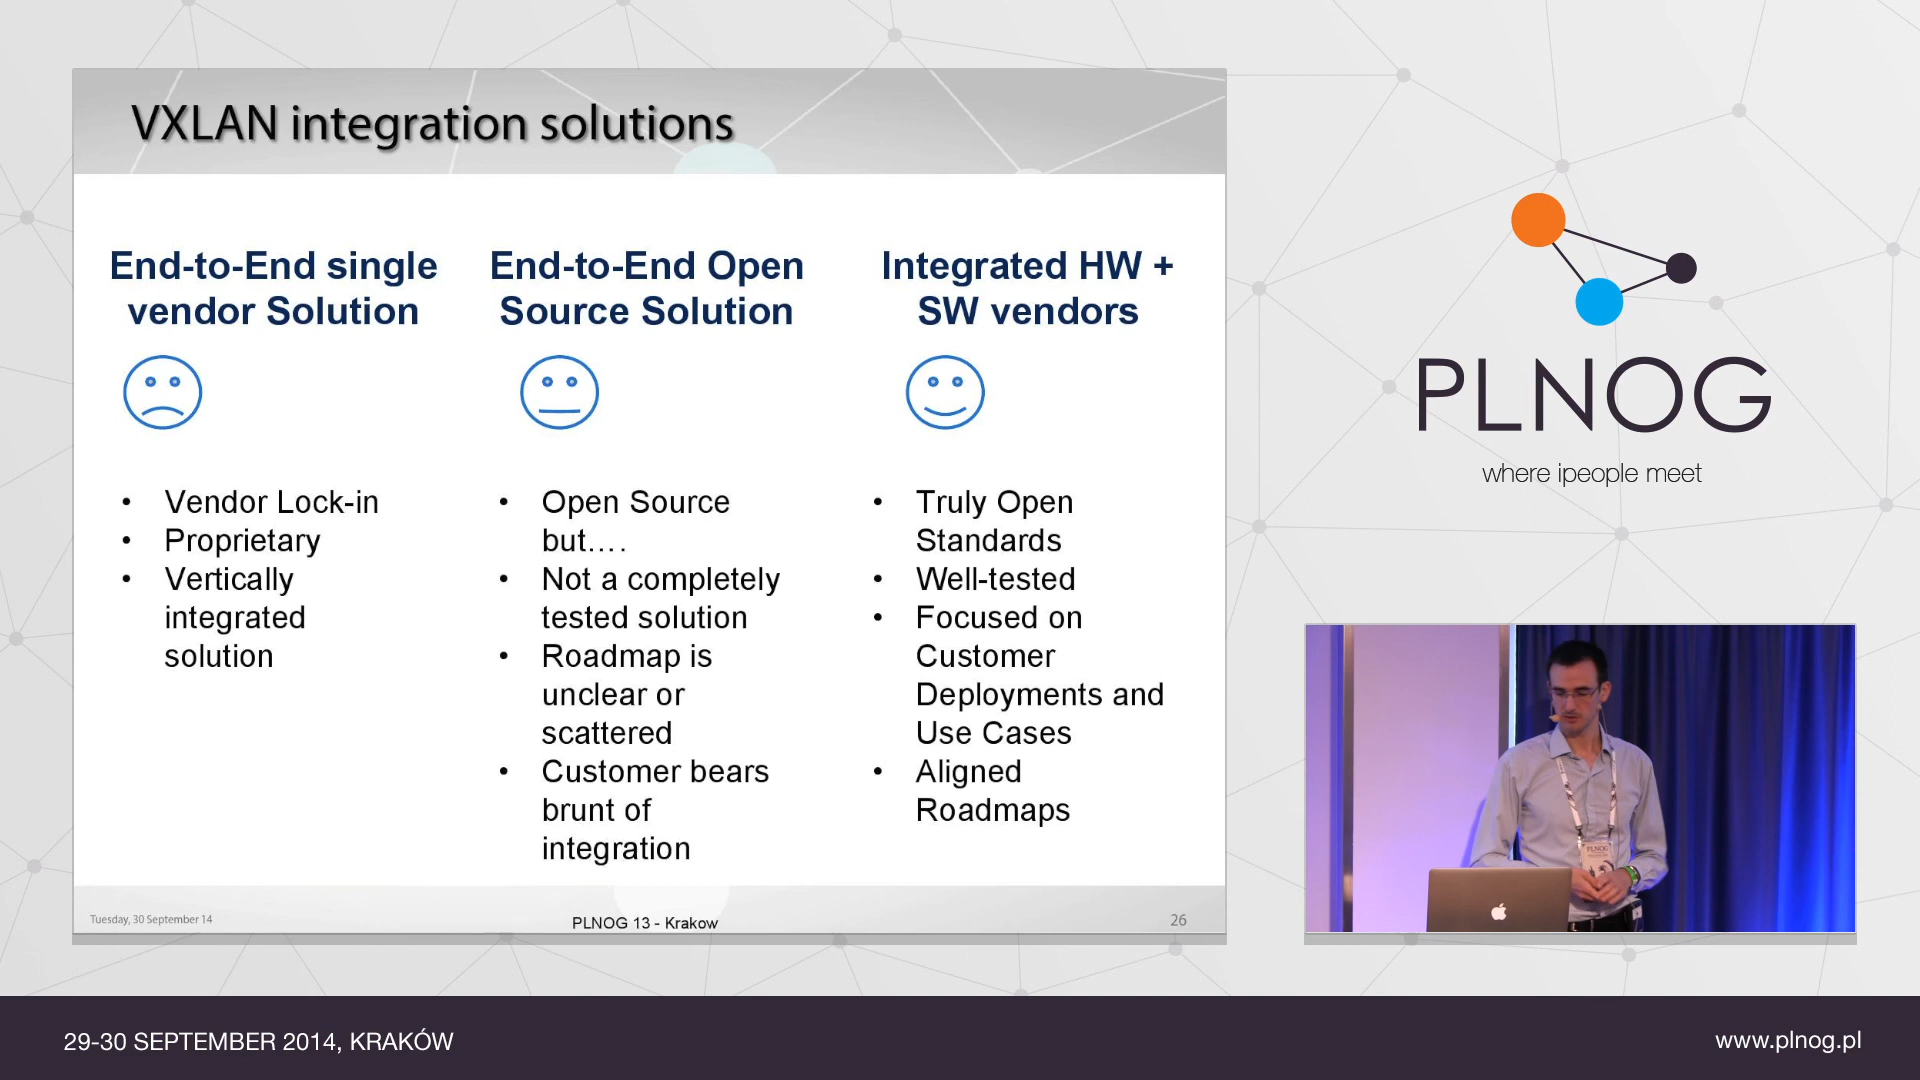 VXLAN integration solutions
End-to-End single
vendor Solution
Vendor Lock-in
Proprietary
Vertically
integrated
solution
End-to-End Open
Source Solution
Open Source
but....
Not a completely
tested solution
Roadmap is
unclear or
scattered
Customer bears
brunt of
integration
Integrated HW +
SW vendors
Truly Open
Standards
Well-tested
Focused on
Customer
Deployments and
Use Cases
Aligned
Roadmaps
Tuesday, 30 September 14
PLNOG 13 - Krakow
26
PLNOG
where ipeople meet
PLNOG
29-30 SEPTEMBER 2014, KRAKÓW
www.plnog.pl